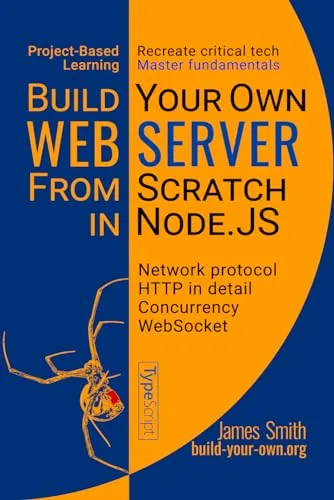 Project-Based Learning
Recreate critical tech
Master fundamentals
BUILD YOUR OWN
WEB SERVER
FROM SCRATCH
IN NODE.JS
Network protocol
HTTP in detail
Concurrency
WebSocket
TypeScript
James Smith
build-your-own.org